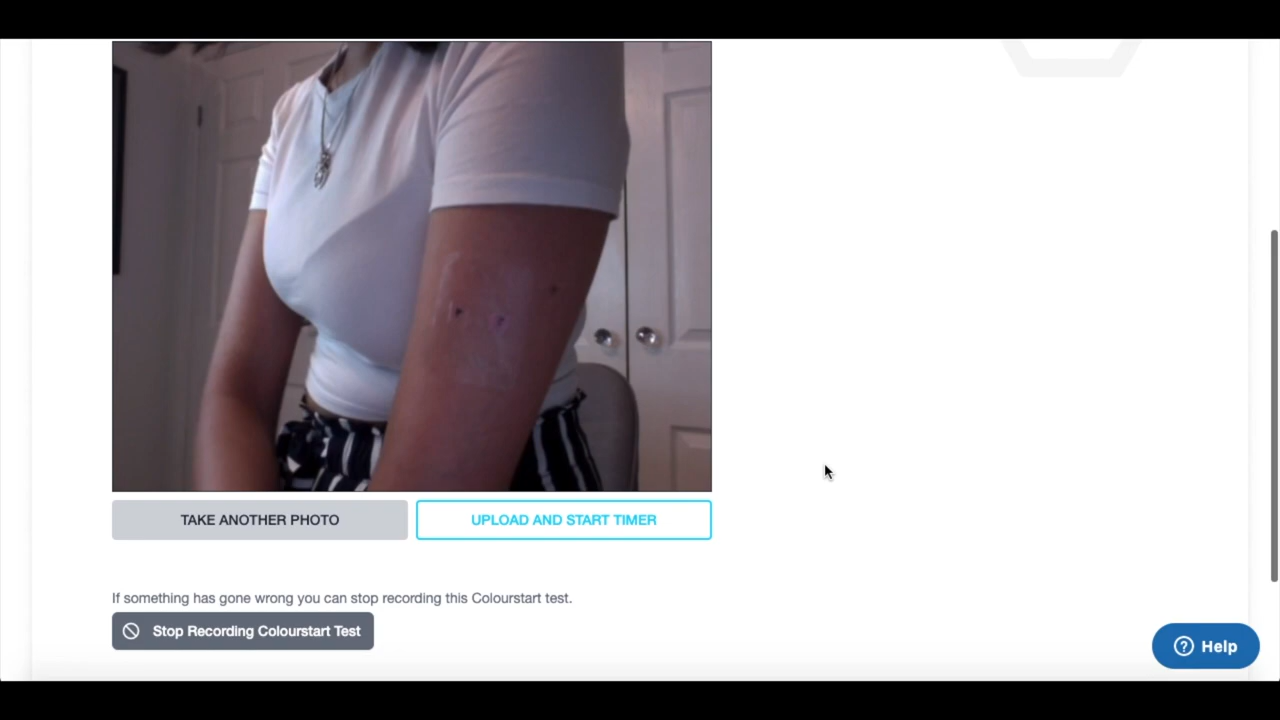 TAKE ANOTHER PHOTO
UPLOAD AND START TIMER
If something has gone wrong you can stop recording this Colourstart test.
Stop Recording Colourstart Test
Help